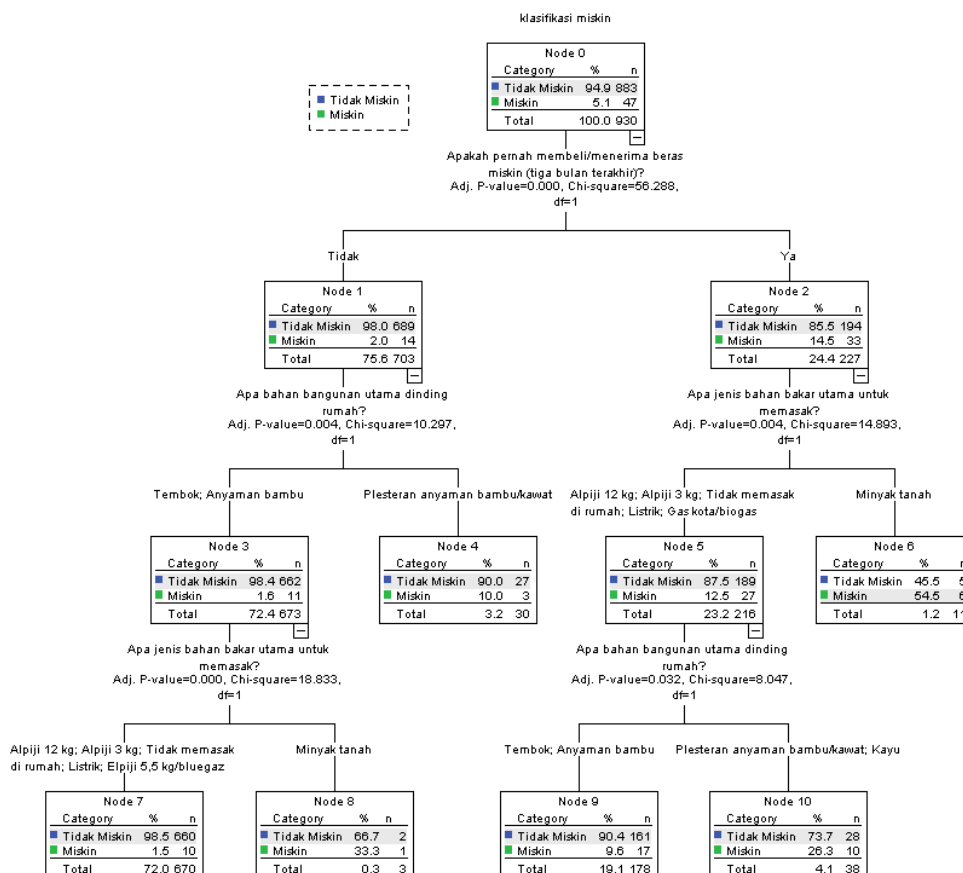 klasifikasi miskin
Node 0
Category % n
Tidak Miskin 94.9 883
Miskin 5.1 47
Total 100.0 930
Tidak Miskin
Miskin
Apakah pernah membeli/menerima beras
miskin (tiga bulan terakhir)?
Adj. P-value=0.000, Chi-square=56.288,
df=1
Tidak
Ya
Node 1
Category % n
Tidak Miskin 98.0 689
Miskin 2.0 14
Total 75.6 703
Node 2
Category % n
Tidak Miskin 85.5 194
Miskin 14.5 33
Total 24.4 227
Apa bahan bangunan utama dinding
rumah?
Adj. P-value=0.004, Chi-square=10.297,
df=1
Apa jenis bahan bakar utama untuk
memasak?
Adj. P-value=0.004, Chi-square=14.893,
df=1
Tembok; Anyaman bambu
Plesteran anyaman bambu/kawat
Alpiji 12 kg; Alpiji 3 kg; Tidak memasak
di rumah; Listrik; Gas kota/biogas
Minyak tanah
Node 3
Category % n
Tidak Miskin 98.4 662
Miskin 1.6 11
Total 72.4 673
Node 4
Category % n
Tidak Miskin 90.0 27
Miskin 10.0 3
Total 3.2 30
Node 5
Category % n
Tidak Miskin 87.5 189
Miskin 12.5 27
Total 23.2 216
Node 6
Category % n
Tidak Miskin 45.5 5
Miskin 54.5 6
Total 1.2 11
Apa jenis bahan bakar utama untuk
memasak?
Adj. P-value=0.000, Chi-square=18.833,
df=1
Apa bahan bangunan utama dinding
rumah?
Adj. P-value=0.032, Chi-square=8.047,
df=1
Alpiji 12 kg; Alpiji 3 kg; Tidak memasak
di rumah; Listrik; Elpiji 5,5 kg/bluegaz
Minyak tanah
Tembok; Anyaman bambu
Plesteran anyaman bambu/kawat; Kayu
Node 7
Category % n
Tidak Miskin 98.5 660
Miskin 1.5 10
Total 72.0 670
Node 8
Category % n
Tidak Miskin 66.7 2
Miskin 33.3 1
Total 0.3 3
Node 9
Category % n
Tidak Miskin 90.4 161
Miskin 9.6 17
Total 19.1 178
Node 10
Category % n
Tidak Miskin 73.7 28
Miskin 26.3 10
Total 4.1 38